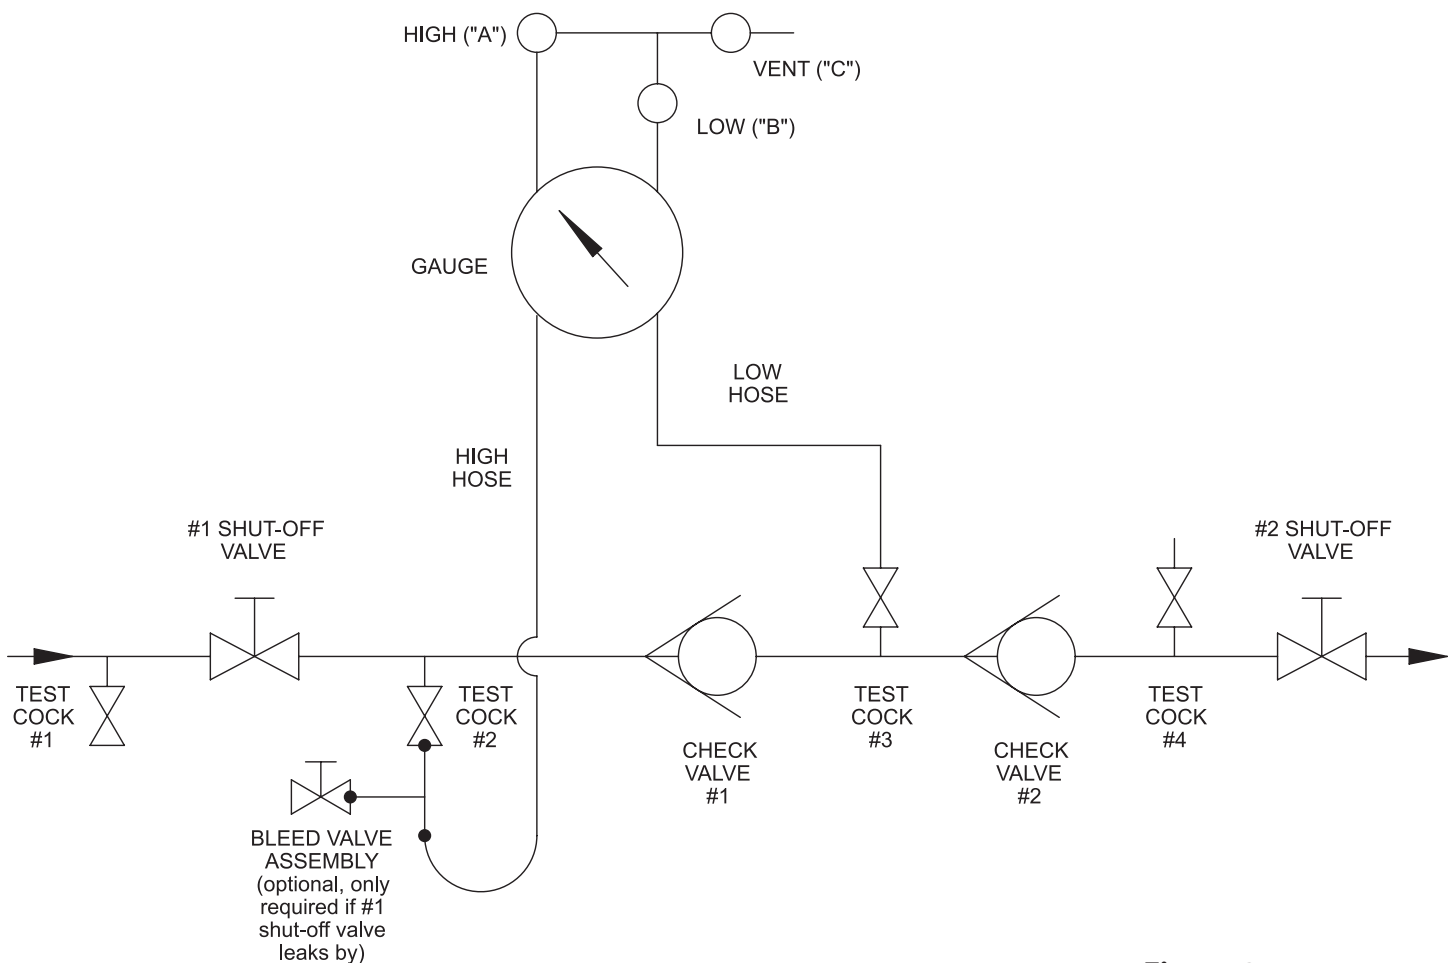 HIGH ("A")
VENT ("C")
LOW ("B")
GAUGE
LOW
HOSE
HIGH
HOSE
#1 SHUT-OFF
VALVE
#2 SHUT-OFF
VALVE
TEST
COCK
#1
TEST
COCK
#2
TEST
COCK
#3
TEST
COCK
#4
CHECK
VALVE
#1
CHECK
VALVE
#2
BLEED VALVE
ASSEMBLY
(optional, only
required if #1
shut-off valve
leaks by)